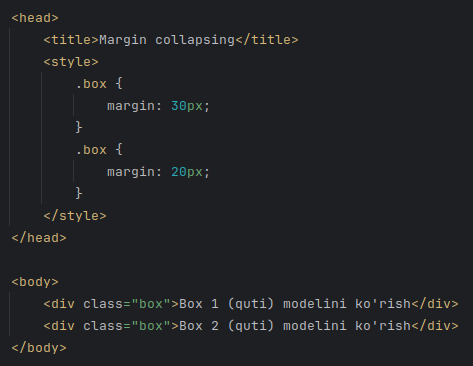 <head>
    <title>Margin collapsing</title>
    <style>
        .box {
            margin: 30px;
        }
        .box {
            margin: 20px;
        }
    </style>
</head>

<body>
    <div class="box">Box 1 (quti) modelini ko'rish</div>
    <div class="box">Box 2 (quti) modelini ko'rish</div>
</body>